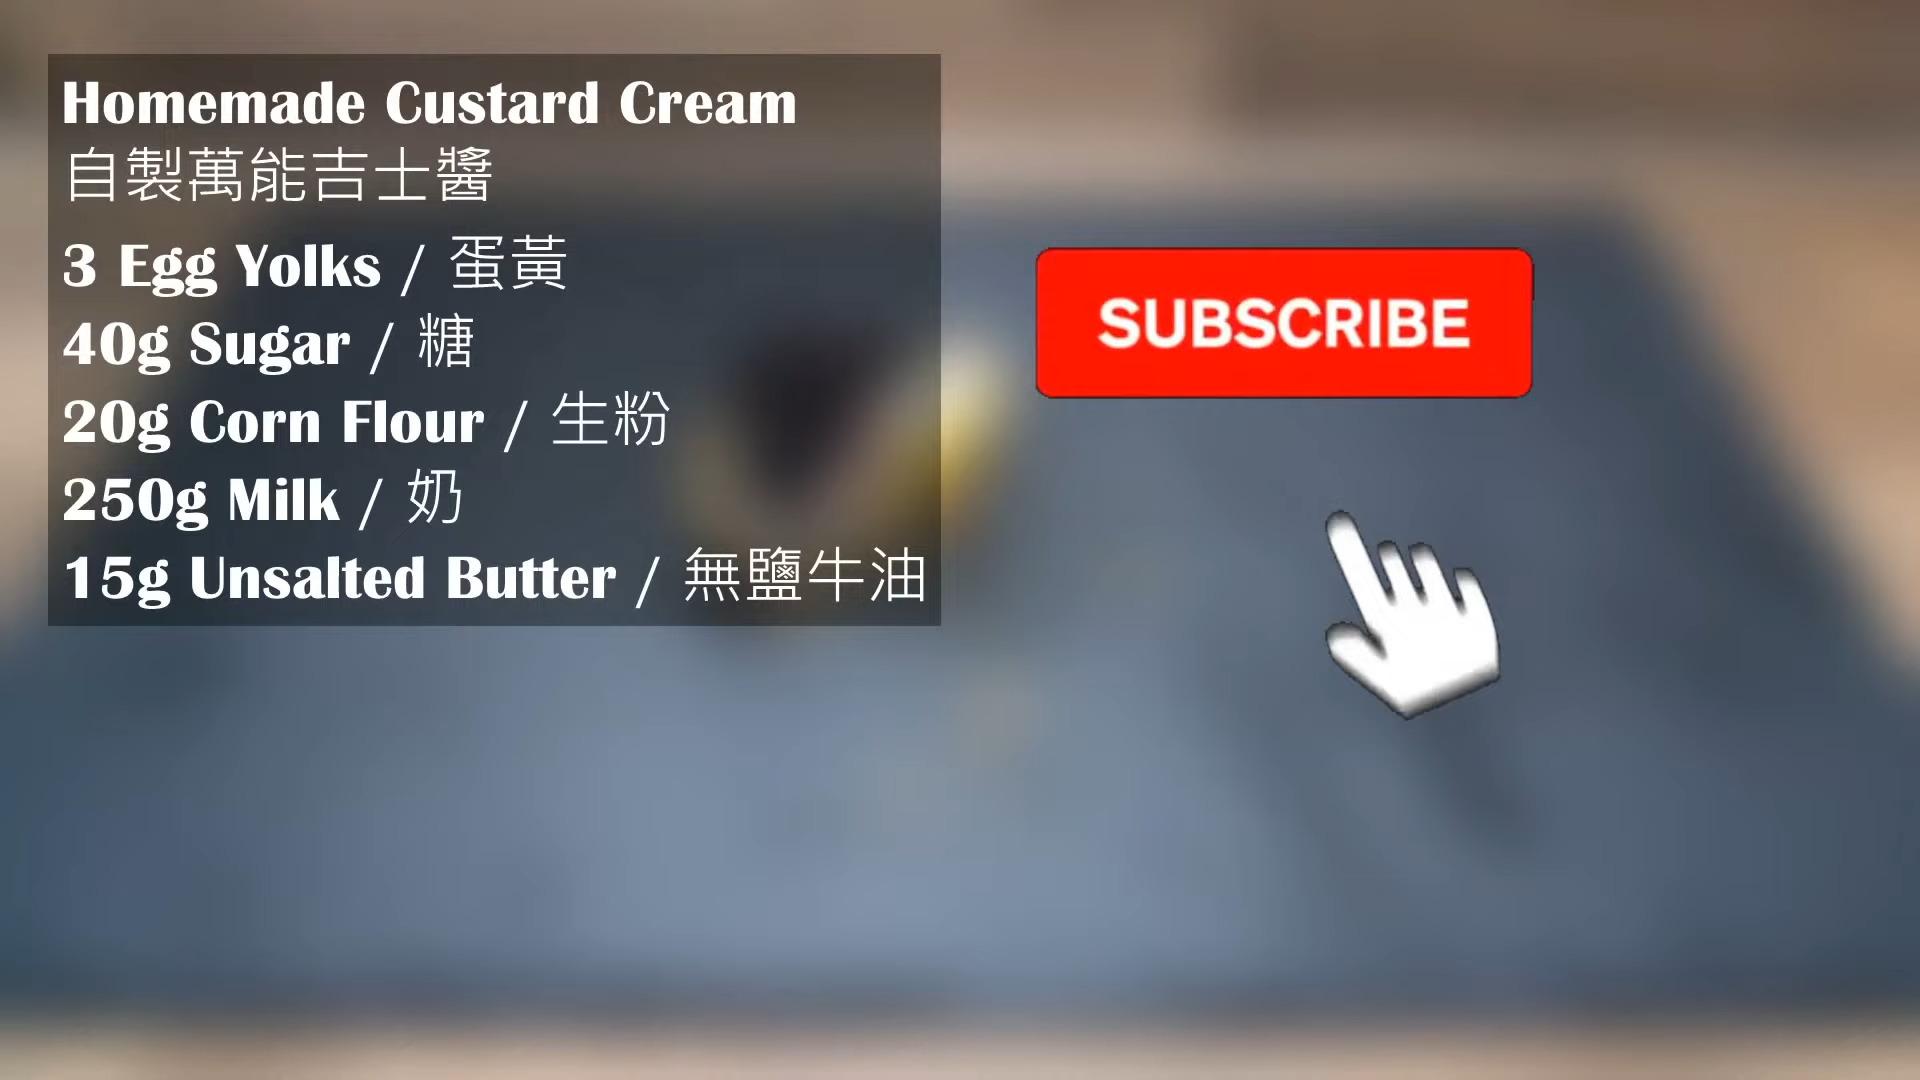 Homemade Custard Cream
自製萬能吉士醬
3 Egg Yolks / 蛋黃
40g Sugar / 糖
20g Corn Flour / 生粉
250g Milk / 奶
15g Unsalted Butter / 無鹽牛油
SUBSCRIBE